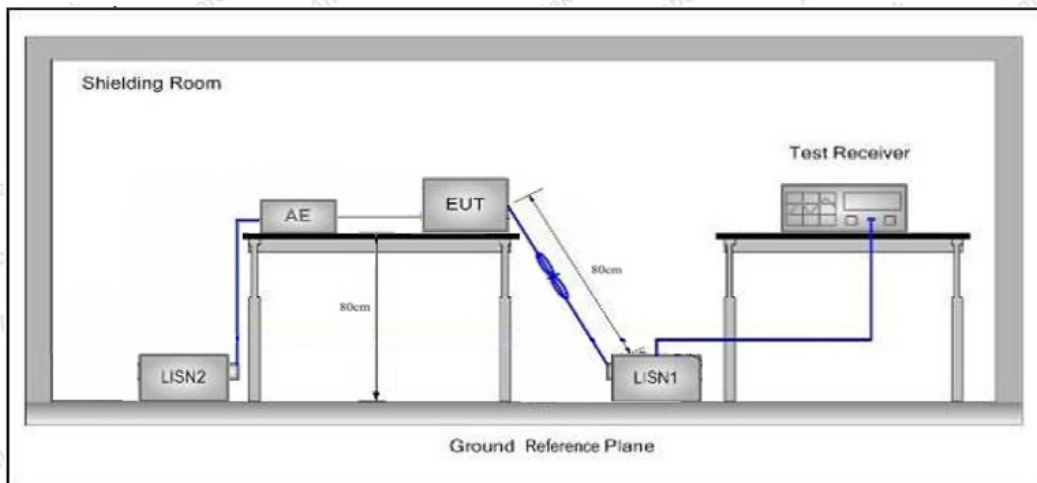 Shielding Room
Test Receiver
AE
EUT
80cm
80cm
LISN2
LISN1
Ground Reference Plane